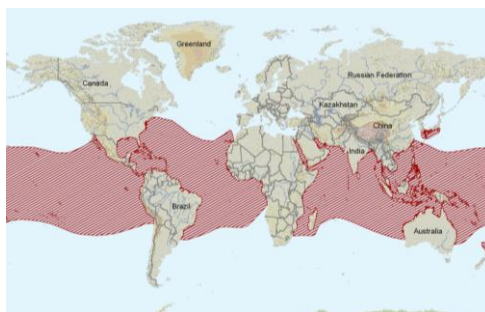 Greenland
Canada
Russian Federation
Kazakhstan
China
India
Brazil
Australia